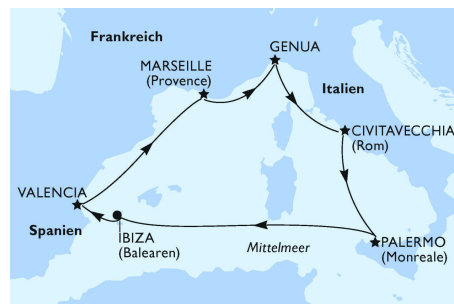 Frankreich
GENUA
MARSEILLE
(Provence)
Italien
CIVITAVECCHIA
(Rom)
VALENCIA
Spanien
IBIZA
(Balearen)
Mittelmeer
PALERMO
(Monreale)